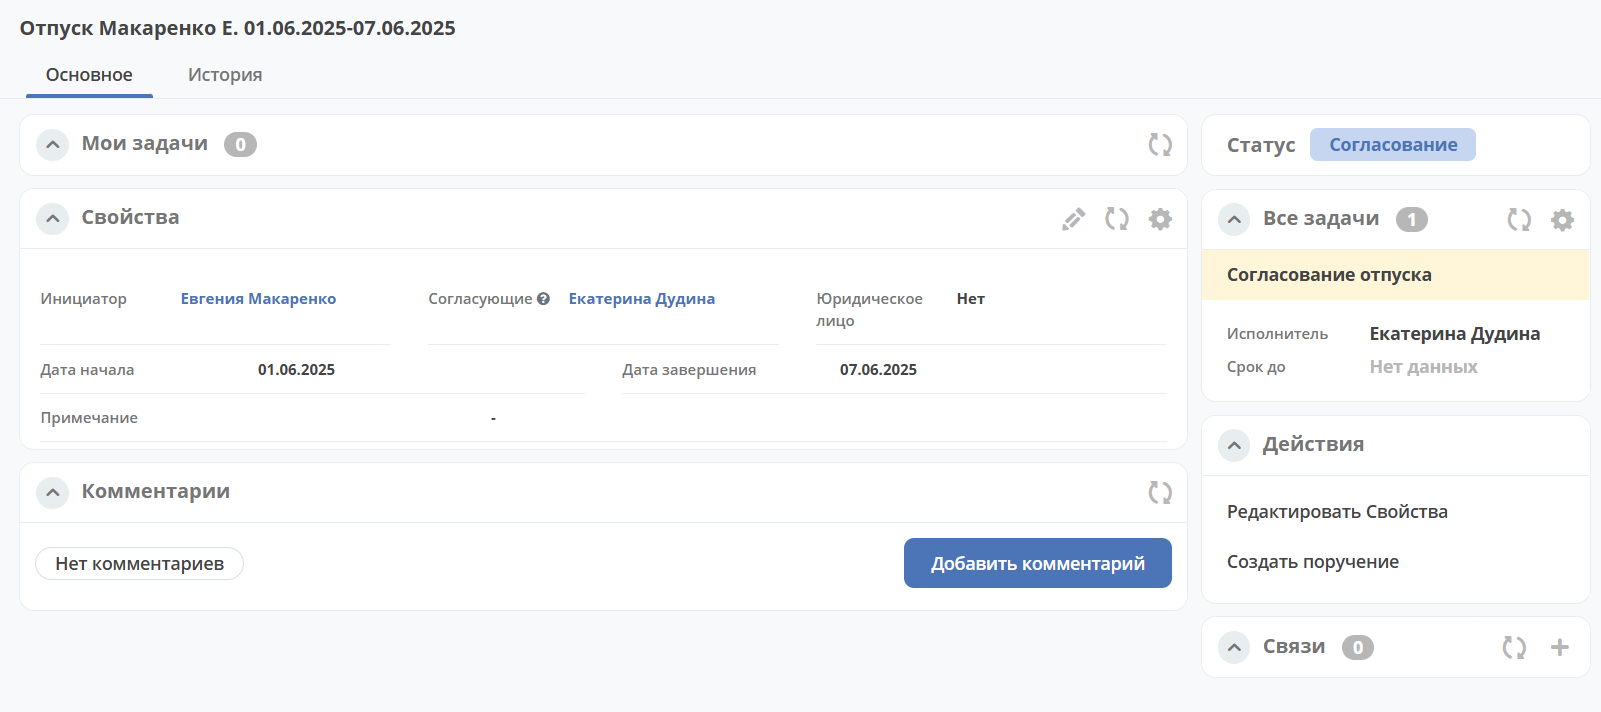 Отпуск Макаренко Е. 01.06.2025-07.06.2025
Основное
История
Мои задачи 0
Свойства
Инициатор Евгения Макаренко
Согласующие ? Екатерина Дудина
Юридическое
лицо
Нет
Дата начала 01.06.2025
Дата завершения 07.06.2025
Примечание -
Комментарии
Нет комментариев
Добавить комментарий
Статус Согласование
Все задачи 1
Согласование отпуска
Исполнитель Екатерина Дудина
Срок до Нет данных
Действия
Редактировать Свойства
Создать поручение
Связи 0